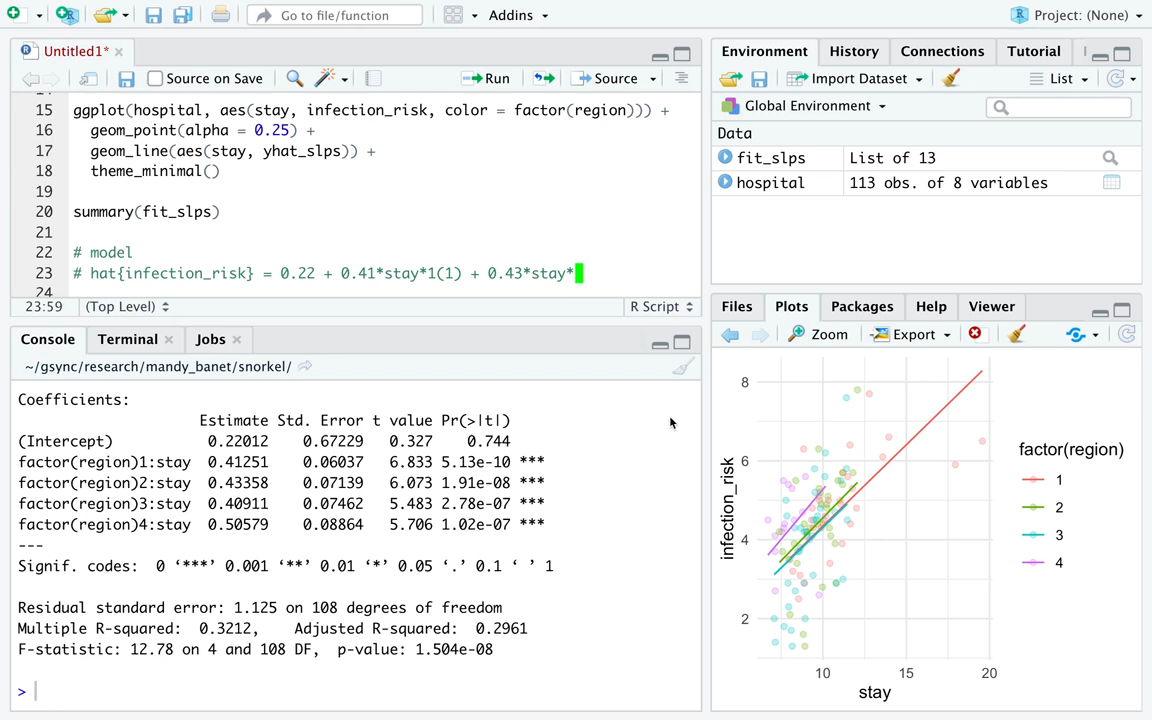 Go to file/function
Addins
Project: (None)
Untitled1*
Source on Save
Run
Source
15 ggplot(hospital, aes(stay, infection_risk, color = factor(region))) +
16 geom_point(alpha = 0.25) +
17 geom_line(aes(stay, yhat_slps)) +
18 theme_minimal()
19
20 summary(fit_slps)
21
22 # model
23 # hat{infection_risk} = 0.22 + 0.41*stay*1(1) + 0.43*stay*
24
23:59 (Top Level) R Script
Console Terminal Jobs
~/gsync/research/mandy_banet/snorkel/
Coefficients:
Estimate Std. Error t value Pr(>|t|)
(Intercept) 0.22012 0.67229 0.327 0.744
factor(region)1:stay 0.41251 0.06037 6.833 5.13e-10 ***
factor(region)2:stay 0.43358 0.07139 6.073 1.91e-08 ***
factor(region)3:stay 0.40911 0.07462 5.483 2.78e-07 ***
factor(region)4:stay 0.50579 0.08864 5.706 1.02e-07 ***
---
Signif. codes: 0 ‘***’ 0.001 ‘**’ 0.01 ‘*’ 0.05 ‘.’ 0.1 ‘ ’ 1
Residual standard error: 1.125 on 108 degrees of freedom
Multiple R-squared: 0.3212, Adjusted R-squared: 0.2961
F-statistic: 12.78 on 4 and 108 DF, p-value: 1.504e-08
>
Environment History Connections Tutorial
Import Dataset List
Global Environment
Data
fit_slps List of 13
hospital 113 obs. of 8 variables
Files Plots Packages Help Viewer
Zoom Export
8
6
4
2
infection_risk
10 15 20
stay
factor(region)
1
2
3
4